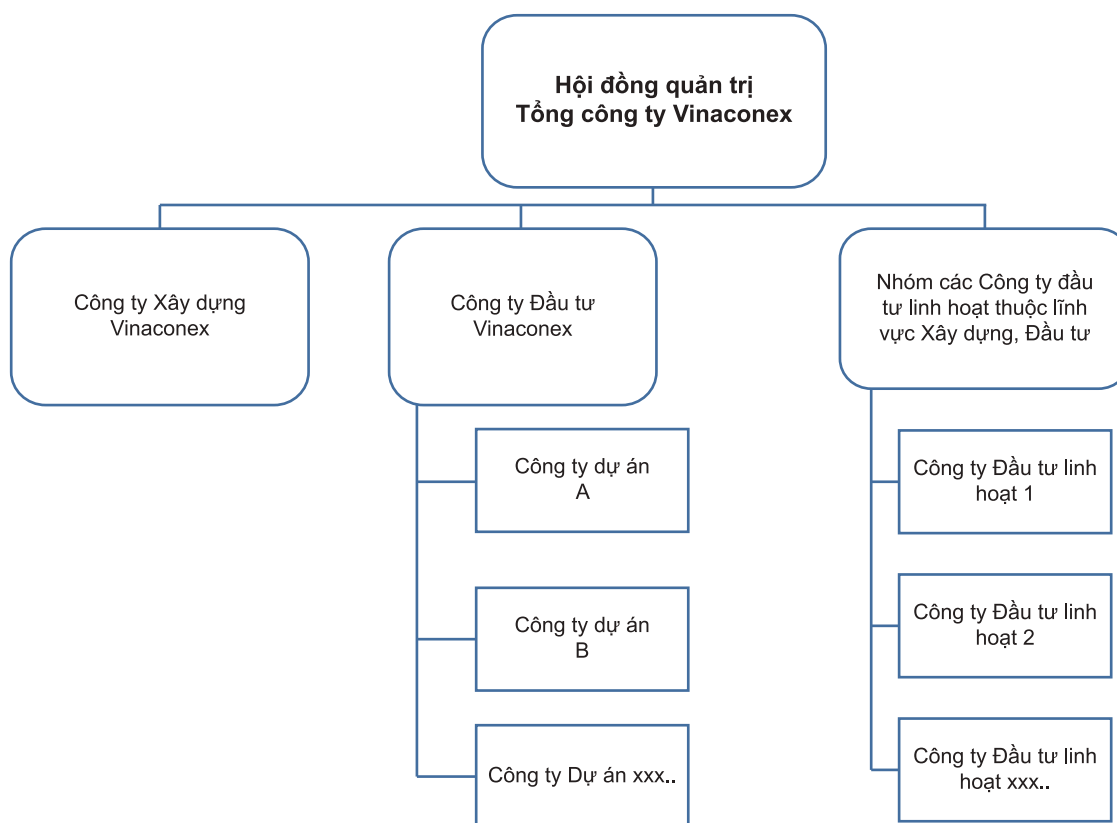 Hội đồng quản trị
Tổng công ty Vinaconex
Công ty Xây dựng
Vinaconex
Công ty Đầu tư
Vinaconex
Nhóm các Công ty đầu
tư linh hoạt thuộc lĩnh
vực Xây dựng, Đầu tư
Công ty dự án
A
Công ty dự án
B
Công ty Dự án xxx..
Công ty Đầu tư linh
hoạt 1
Công ty Đầu tư linh
hoạt 2
Công ty Đầu tư linh
hoạt xxx..